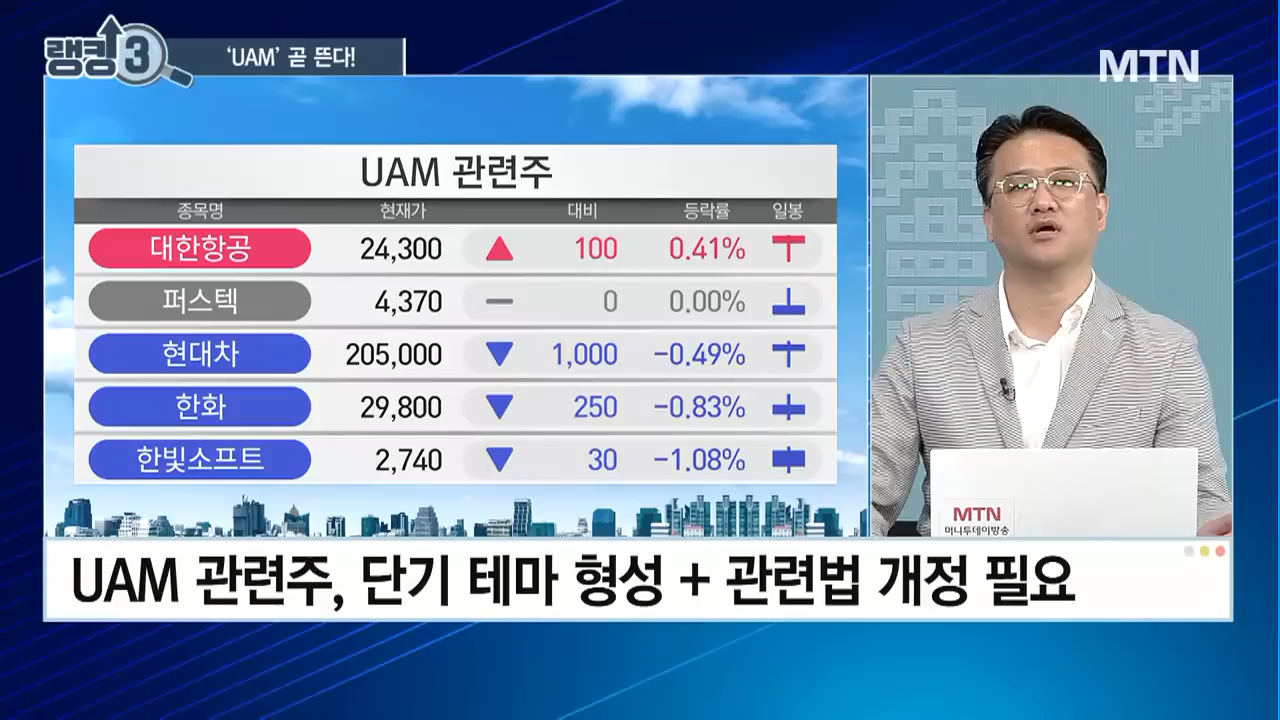 랭킹3
'UAM' 곧 뜬다!
MTN
UAM 관련주
종목명 현재가 대비 등락률 일봉
대한항공 24,300 ▲ 100 0.41%
퍼스텍 4,370 — 0 0.00%
현대차 205,000 ▼ 1,000 -0.49%
한화 29,800 ▼ 250 -0.83%
한빛소프트 2,740 ▼ 30 -1.08%
MTN
머니투데이방송
UAM 관련주, 단기 테마 형성 + 관련법 개정 필요